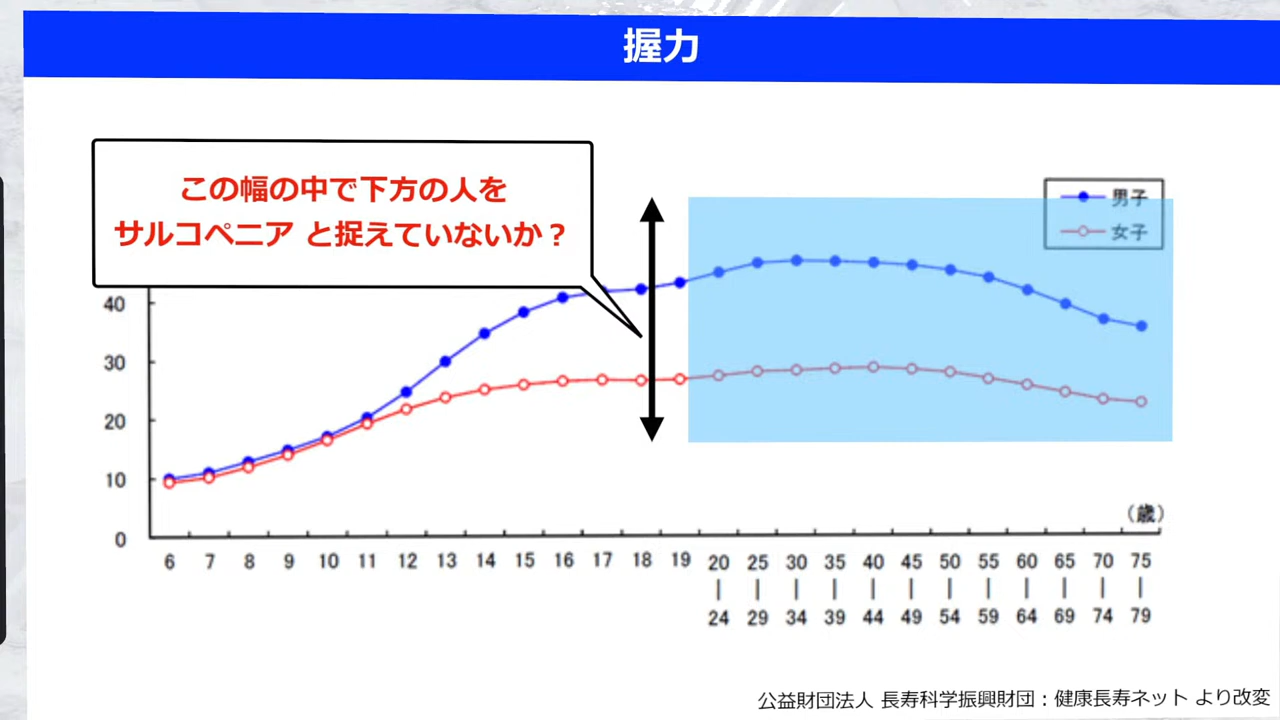 握力
この幅の中で下方の人を
サルコペニア と捉えていないか？
男子
女子
40
30
20
10
0
（歳）
6 7 8 9 10 11 12 13 14 15 16 17 18 19 20 25 30 35 40 45 50 55 60 65 70 75
| | | | | | | | | | | |
24 29 34 39 44 49 54 59 64 69 74 79
公益財団法人 長寿科学振興財団：健康長寿ネット より改変